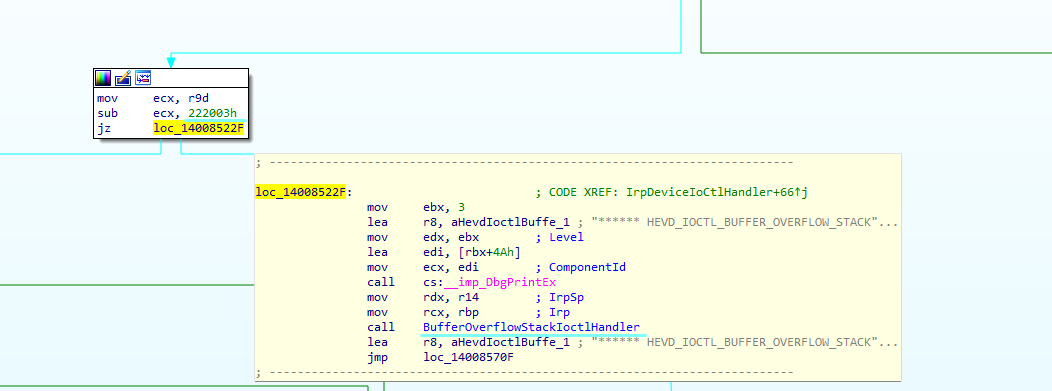 mov ecx, r9d
sub ecx, 222003h
jz loc_14008522F
; ---------------------------------------------------------------------------
loc_14008522F: ; CODE XREF: IrpDeviceIoCtlHandler+66↑j
mov ebx, 3
lea r8, aHevdIoctlBuffe_1 ; "****** HEVD_IOCTL_BUFFER_OVERFLOW_STACK"...
mov edx, ebx ; Level
lea edi, [rbx+4Ah]
mov ecx, edi ; ComponentId
call cs:__imp_DbgPrintEx
mov rdx, r14 ; IrpSp
mov rcx, rbp ; Irp
call BufferOverflowStackIoctlHandler
lea r8, aHevdIoctlBuffe_1 ; "****** HEVD_IOCTL_BUFFER_OVERFLOW_STACK"...
jmp loc_14008570F
; ---------------------------------------------------------------------------